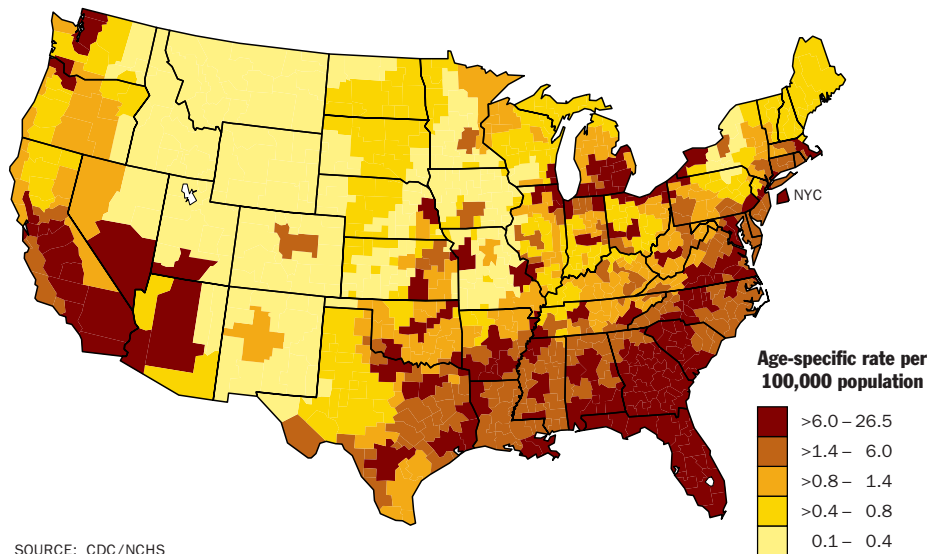 NYC
Age-specific rate per
100,000 population
>6.0 – 26.5
>1.4 – 6.0
>0.8 – 1.4
>0.4 – 0.8
0.1 – 0.4
SOURCE: CDC/NCHS